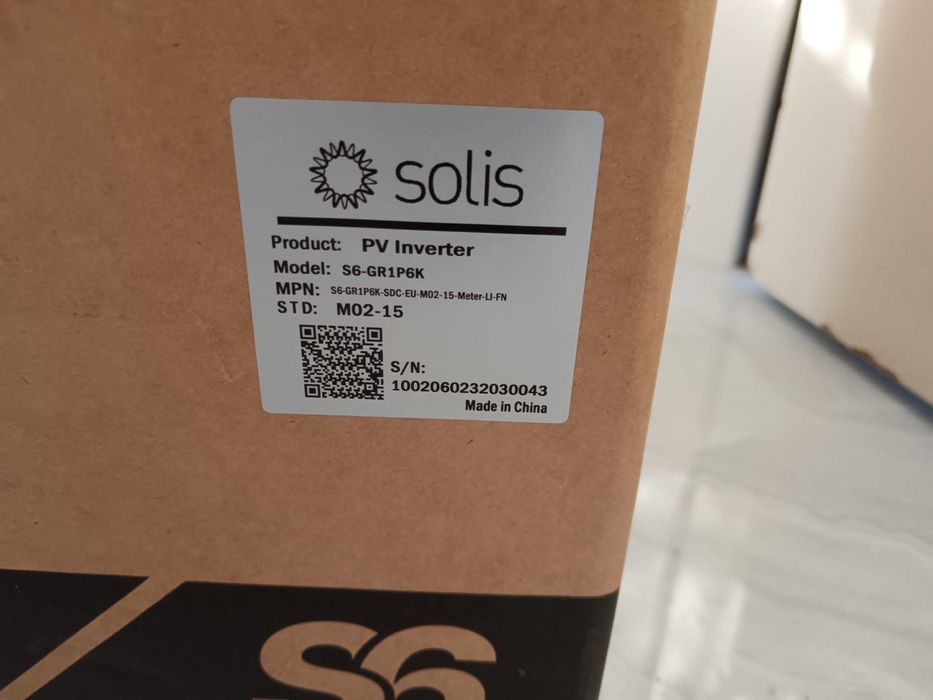 solis
Product: PV Inverter
Model: S6-GR1P6K
MPN: S6-GR1P6K-SDC-EU-M02-15-Meter-LI-FN
STD: M02-15
S/N:
1002060232030043
Made in China
S6